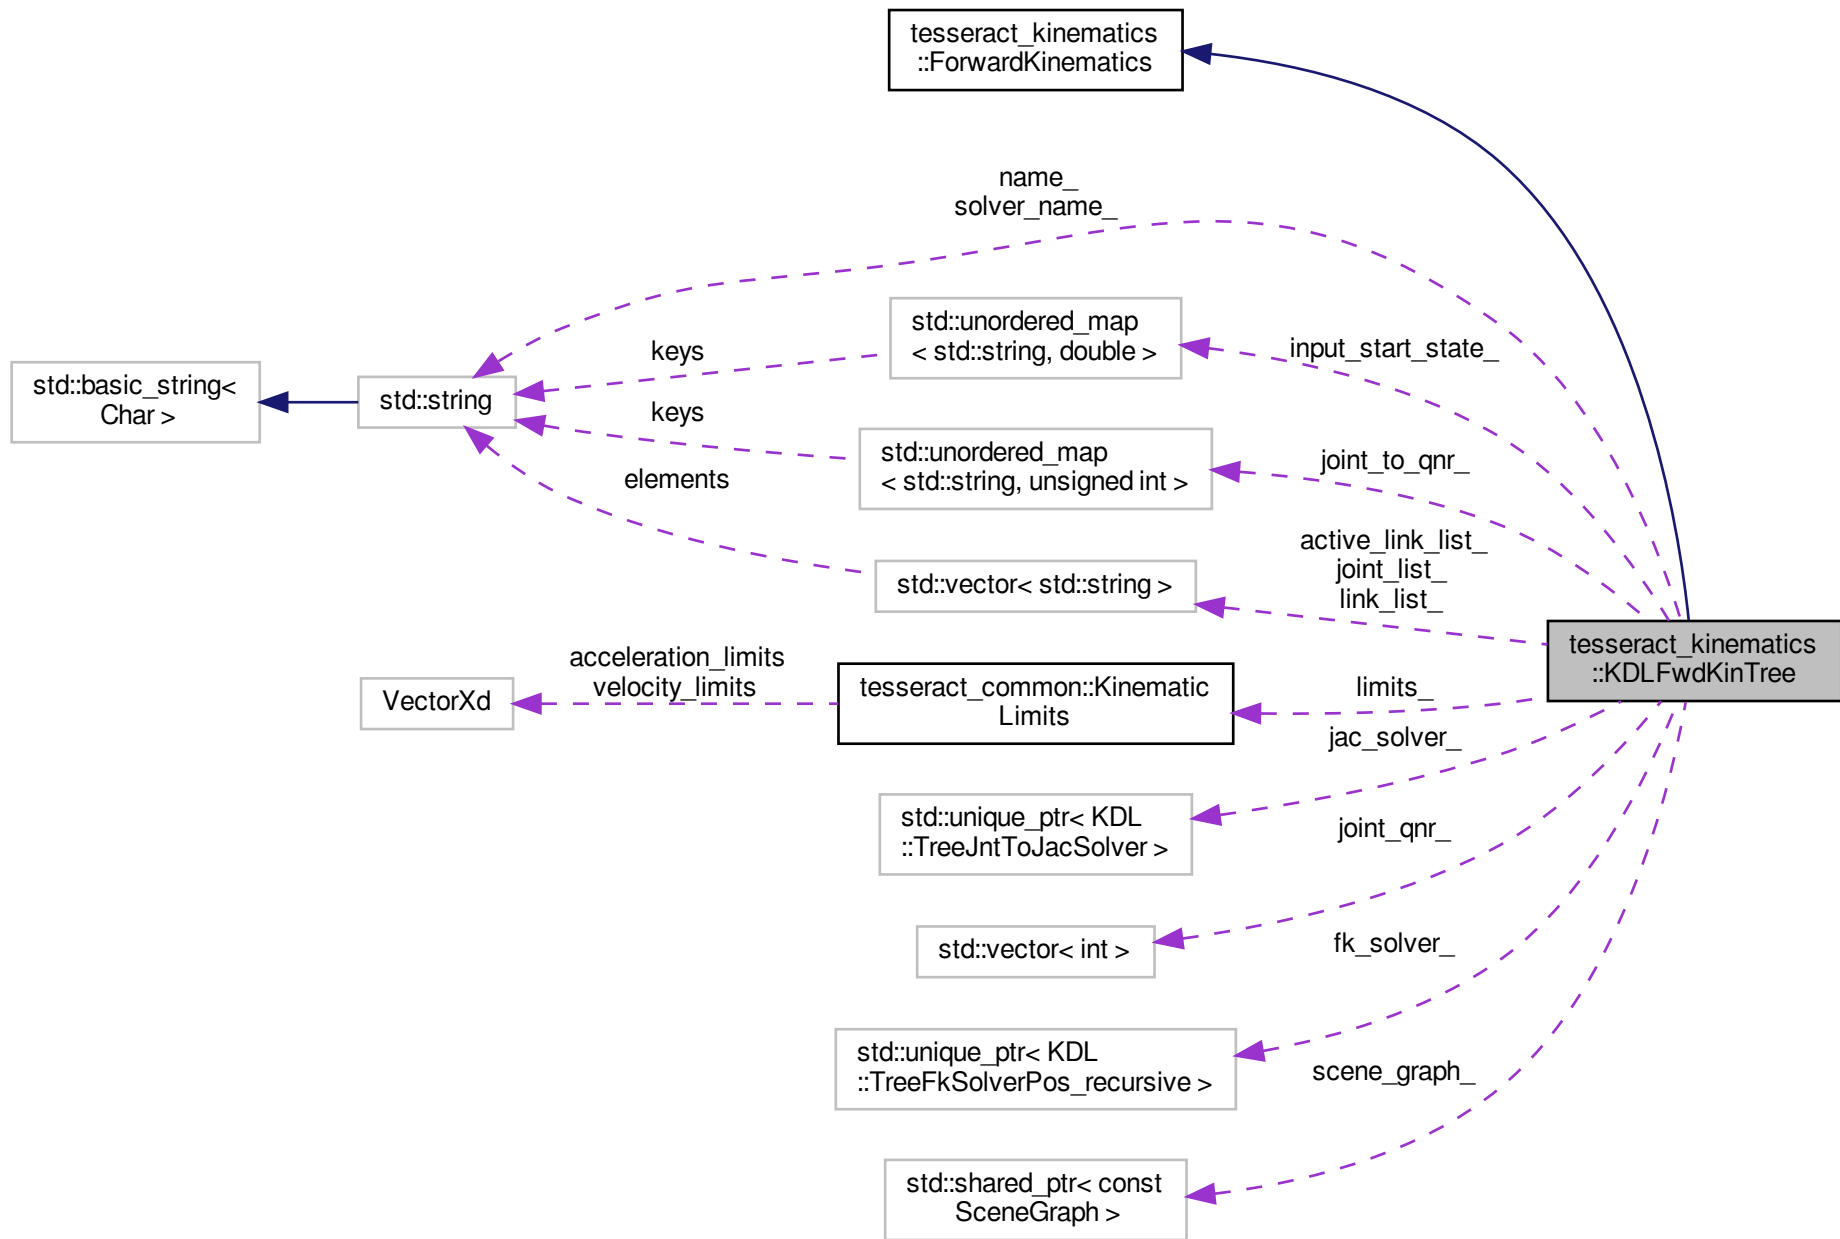 tesseract_kinematics
::ForwardKinematics
name_
solver_name_
std::unordered_map
< std::string, double >
input_start_state_
keys
std::basic_string<
Char >
std::string
keys
std::unordered_map
< std::string, unsigned int >
joint_to_qnr_
elements
active_link_list_
joint_list_
link_list_
std::vector< std::string >
tesseract_kinematics
::KDLFwdKinTree
acceleration_limits
velocity_limits
VectorXd
tesseract_common::Kinematic
Limits
limits_
jac_solver_
std::unique_ptr< KDL
::TreeJntToJacSolver >
joint_qnr_
std::vector< int >
fk_solver_
std::unique_ptr< KDL
::TreeFkSolverPos_recursive >
scene_graph_
std::shared_ptr< const
SceneGraph >